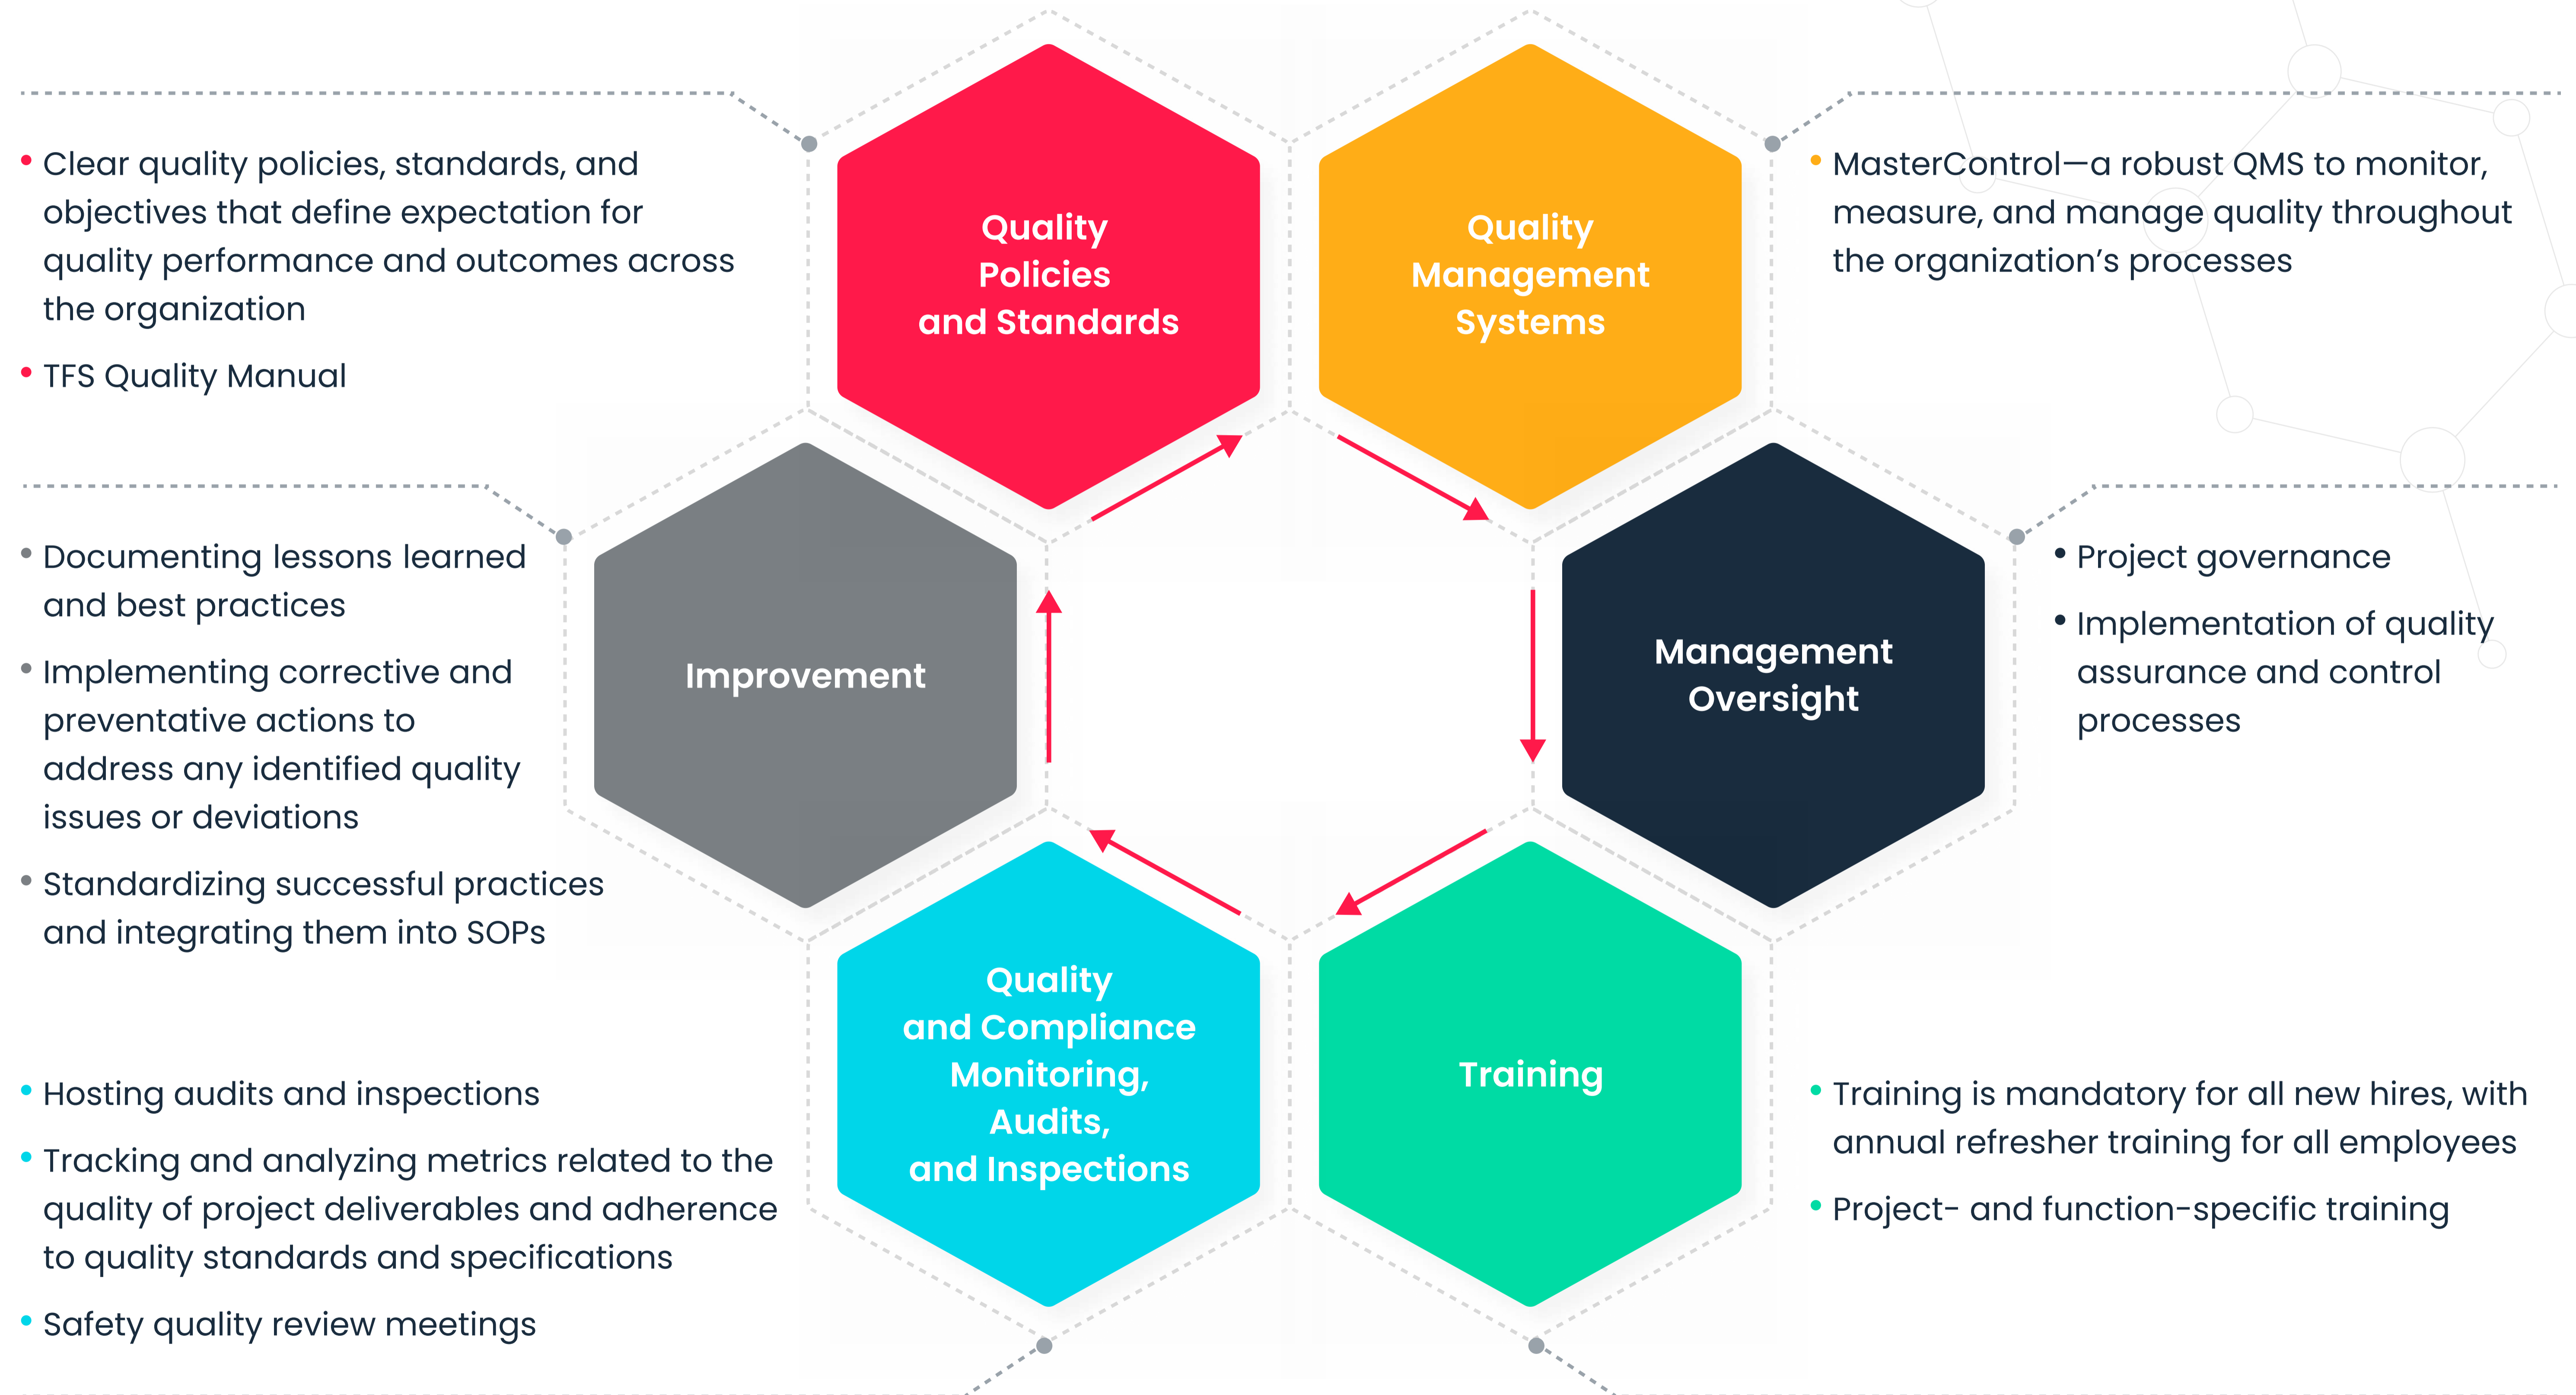 Clear quality policies, standards, and
objectives that define expectation for
quality performance and outcomes across
the organization
TFS Quality Manual
Quality
Policies
and Standards
Quality
Management
Systems
MasterControl—a robust QMS to monitor,
measure, and manage quality throughout
the organization’s processes
Documenting lessons learned
and best practices
Implementing corrective and
preventative actions to
address any identified quality
issues or deviations
Standardizing successful practices
and integrating them into SOPs
Improvement
Management
Oversight
Project governance
Implementation of quality
assurance and control
processes
Hosting audits and inspections
Tracking and analyzing metrics related to the
quality of project deliverables and adherence
to quality standards and specifications
Safety quality review meetings
Quality
and Compliance
Monitoring,
Audits,
and Inspections
Training
Training is mandatory for all new hires, with
annual refresher training for all employees
Project- and function-specific training